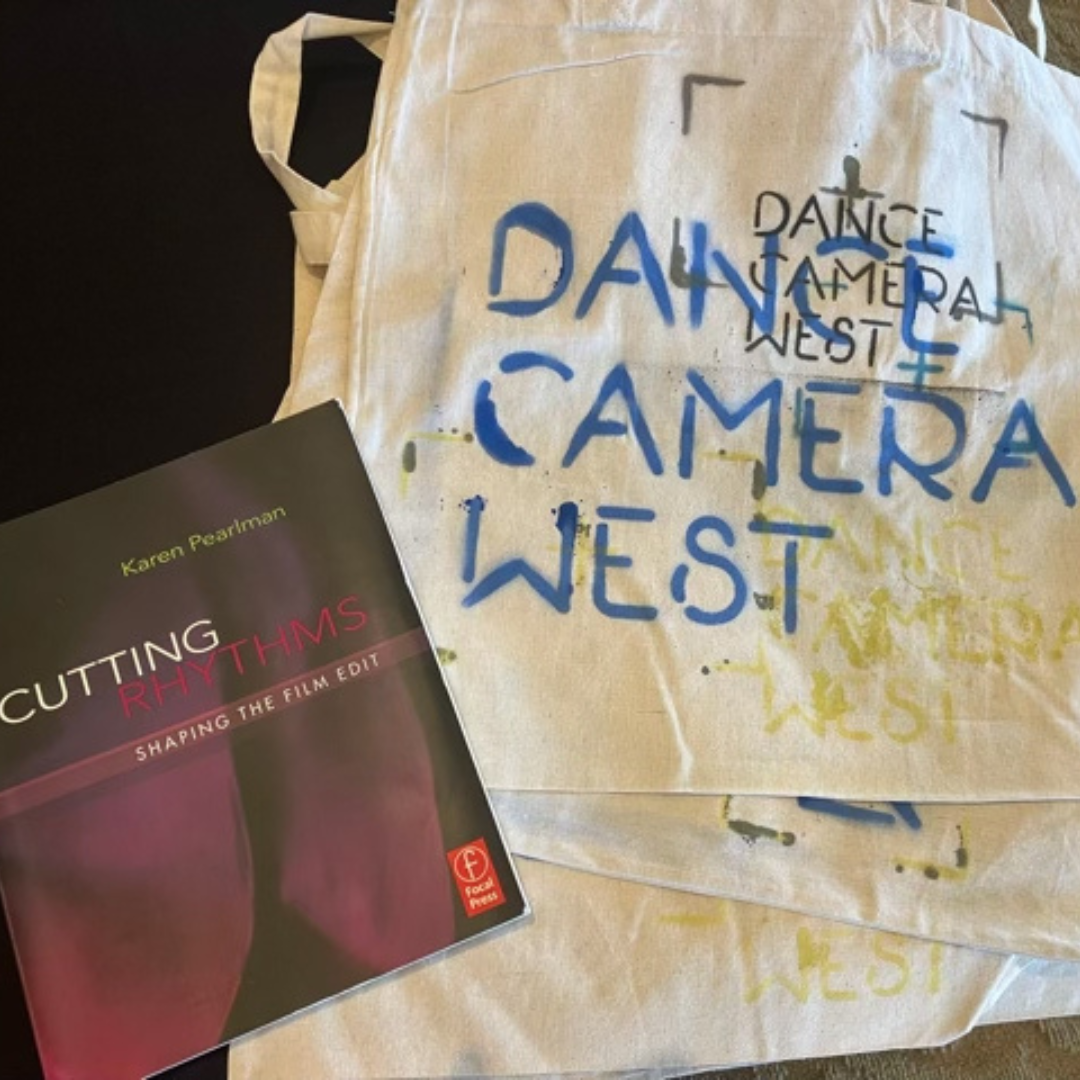 DANCE
CAMERA
WEST
DANCE
CAMERA
WEST
DANCE
CAMERA
WEST
WEST
Karen Pearlman
CUTTING
RHYTHMS
SHAPING THE FILM EDIT
f
Focal
Press